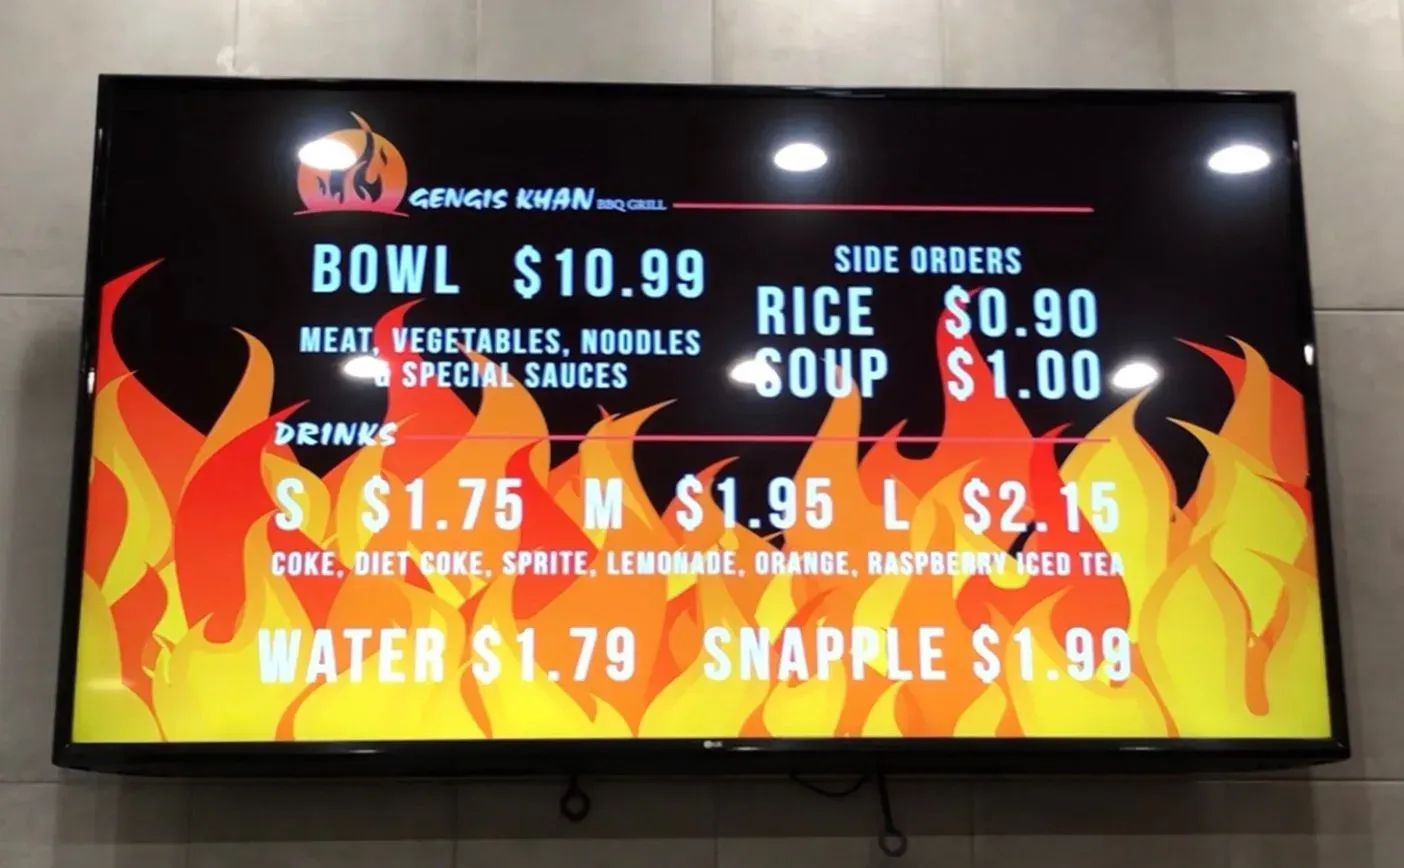 GENGIS KHAN BBQ GRILL
BOWL $10.99
MEAT, VEGETABLES, NOODLES
& SPECIAL SAUCES
SIDE ORDERS
RICE $0.90
SOUP $1.00
DRINKS
S $1.75 M $1.95 L $2.15
COKE, DIET COKE, SPRITE, LEMONADE, ORANGE, RASPBERRY ICED TEA
WATER $1.79 SNAPPLE $1.99
LG